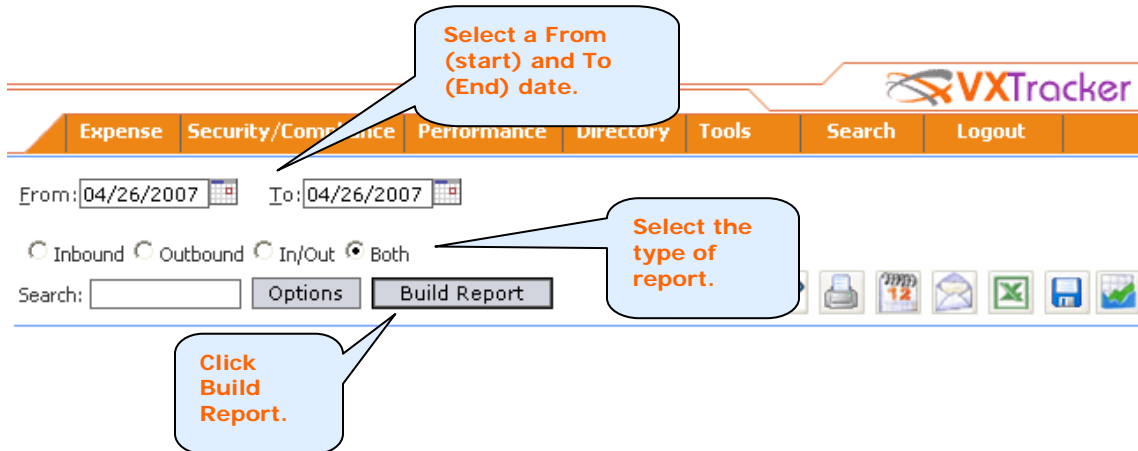 Select a From
(start) and To
(End) date.
VXTracker
Expense Security/Compliance Performance Directory Tools Search Logout
From: 04/26/2007 To: 04/26/2007
Inbound Outbound In/Out Both
Select the
type of
report.
Search: Options Build Report
12
Click
Build
Report.